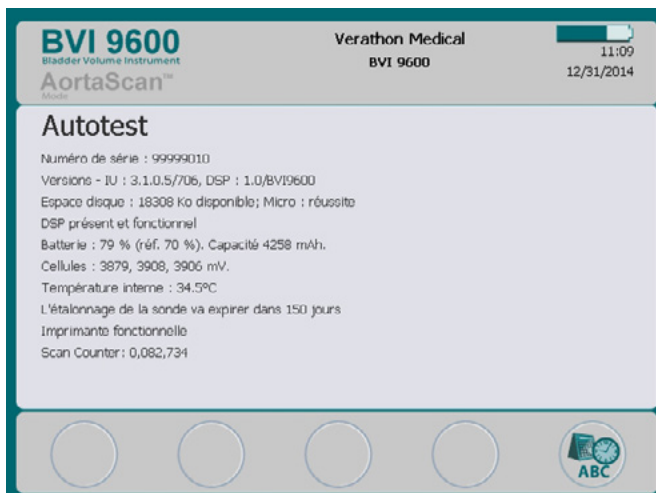 BVI 9600
Bladder Volume Instrument
AortaScan™
Mode
Verathon Medical
BVI 9600
11:09
12/31/2014
Autotest
Numéro de série : 99999010
Versions - IU : 3.1.0.5/706, DSP : 1.0/BVI9600
Espace disque : 18308 Ko disponible; Micro : réussite
DSP présent et fonctionnel
Batterie : 79 % (réf. 70 %). Capacité 4258 mAh.
Cellules : 3879, 3908, 3906 mV.
Température interne : 34.5ºC
L'étalonnage de la sonde va expirer dans 150 jours
Imprimante fonctionnelle
Scan Counter: 0,082,734
ABC